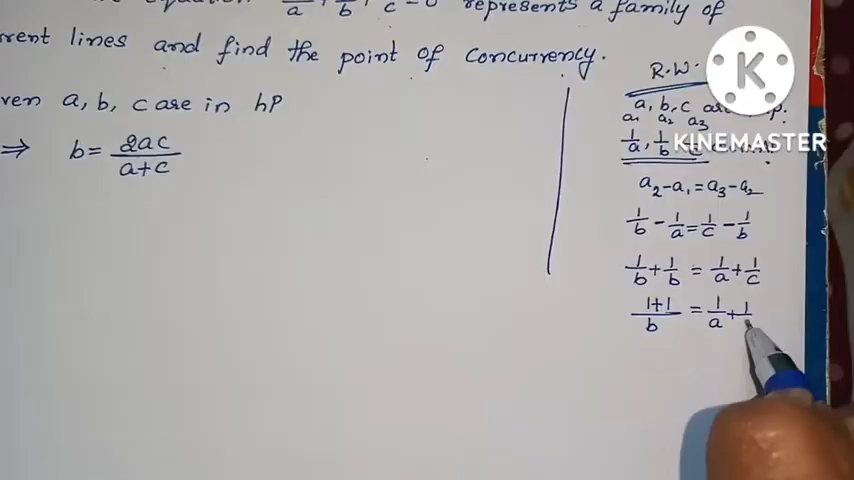 equation /a + /b + /c = 0 represents a family of
rent lines and find the point of concurrency.
ven a, b, c are in hP
⇒ b = 2ac/a+c
R.W.
a, b, c
a1 a2 a3
1/a, 1/b
a2 - a1 = a3 - a2
1/b - 1/a = 1/c - 1/b
1/b + 1/b = 1/a + 1/c
1+1/b = 1/a + 1/
K
KINEMASTER